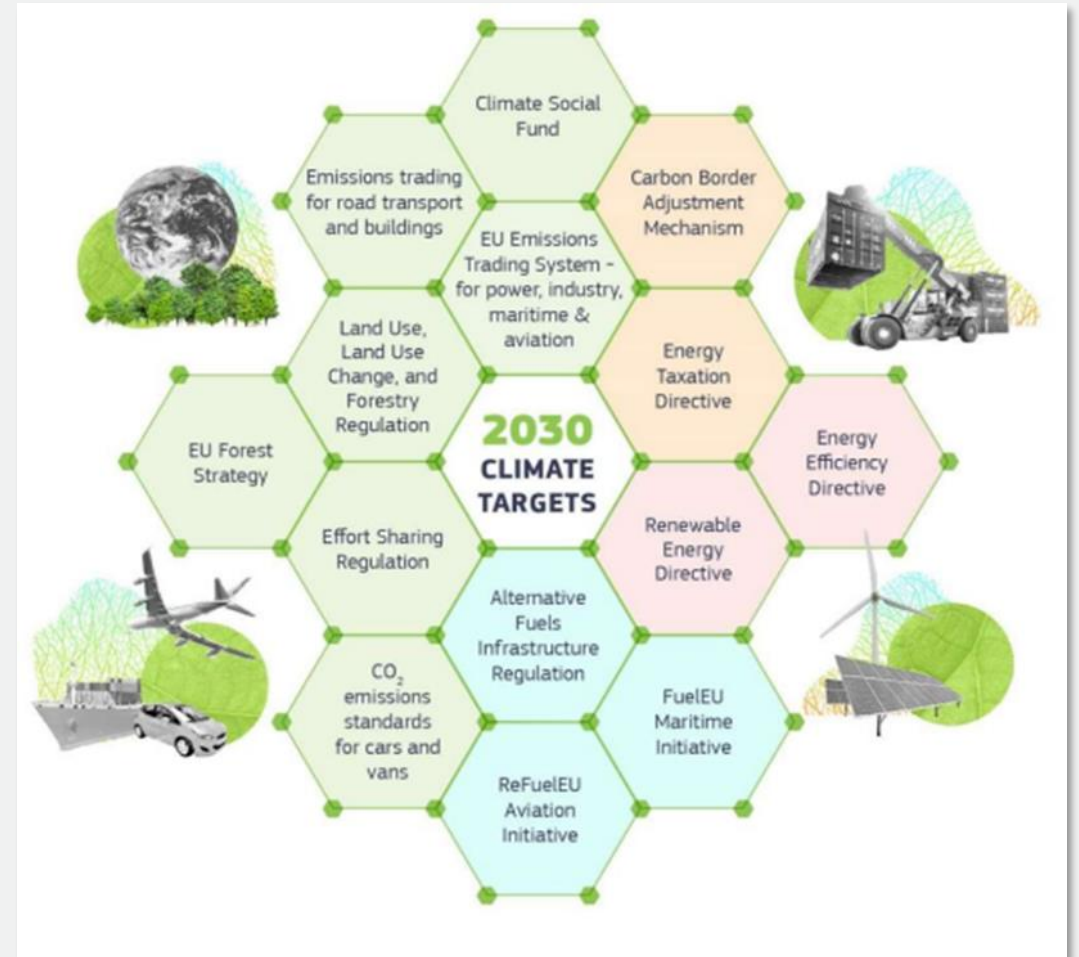 Climate Social
Fund
Emissions trading
for road transport
and buildings
Carbon Border
Adjustment
Mechanism
EU Emissions
Trading System -
for power, industry,
maritime &
aviation
Land Use,
Land Use
Change, and
Forestry
Regulation
Energy
Taxation
Directive
EU Forest
Strategy
2030
CLIMATE
TARGETS
Energy
Efficiency
Directive
Effort Sharing
Regulation
Renewable
Energy
Directive
Alternative
Fuels
Infrastructure
Regulation
CO₂
emissions
standards
for cars and
vans
FuelEU
Maritime
Initiative
ReFuelEU
Aviation
Initiative